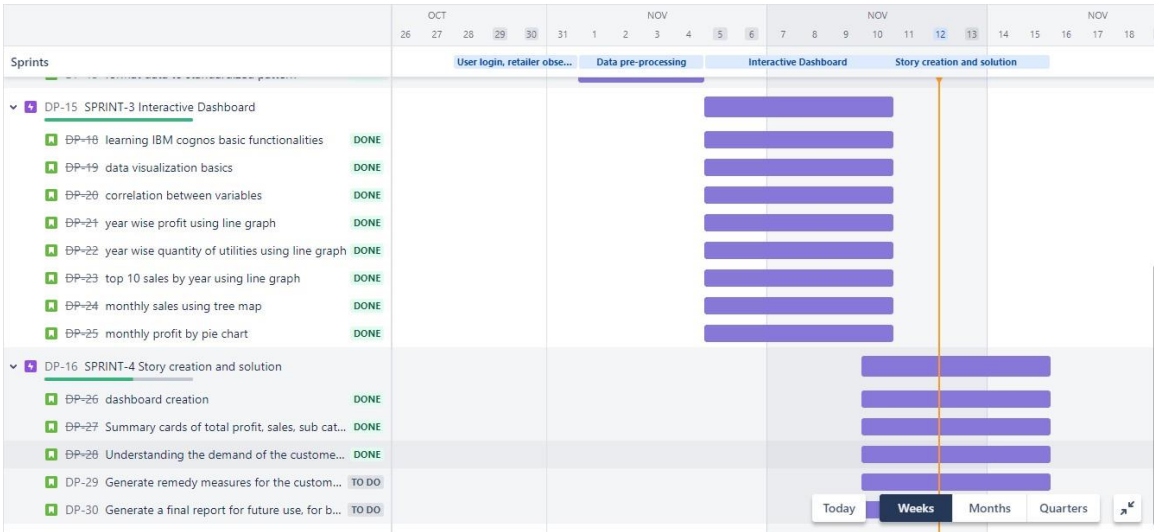 OCT NOV NOV NOV
26 27 28 29 30 31 1 2 3 4 5 6 7 8 9 10 11 12 13 14 15 16 17 18
Sprints User login, retailer obse... Data pre-processing Interactive Dashboard Story creation and solution
DP-15 SPRINT-3 Interactive Dashboard
DP-18 learning IBM cognos basic functionalities DONE
DP-19 data visualization basics DONE
DP-20 correlation between variables DONE
DP-21 year wise profit using line graph DONE
DP-22 year wise quantity of utilities using line graph DONE
DP-23 top 10 sales by year using line graph DONE
DP-24 monthly sales using tree map DONE
DP-25 monthly profit by pie chart DONE
DP-16 SPRINT-4 Story creation and solution
DP-26 dashboard creation DONE
DP-27 Summary cards of total profit, sales, sub cat... DONE
DP-28 Understanding the demand of the custome... DONE
DP-29 Generate remedy measures for the custom... TO DO
DP-30 Generate a final report for future use, for b... TO DO
Today Weeks Months Quarters